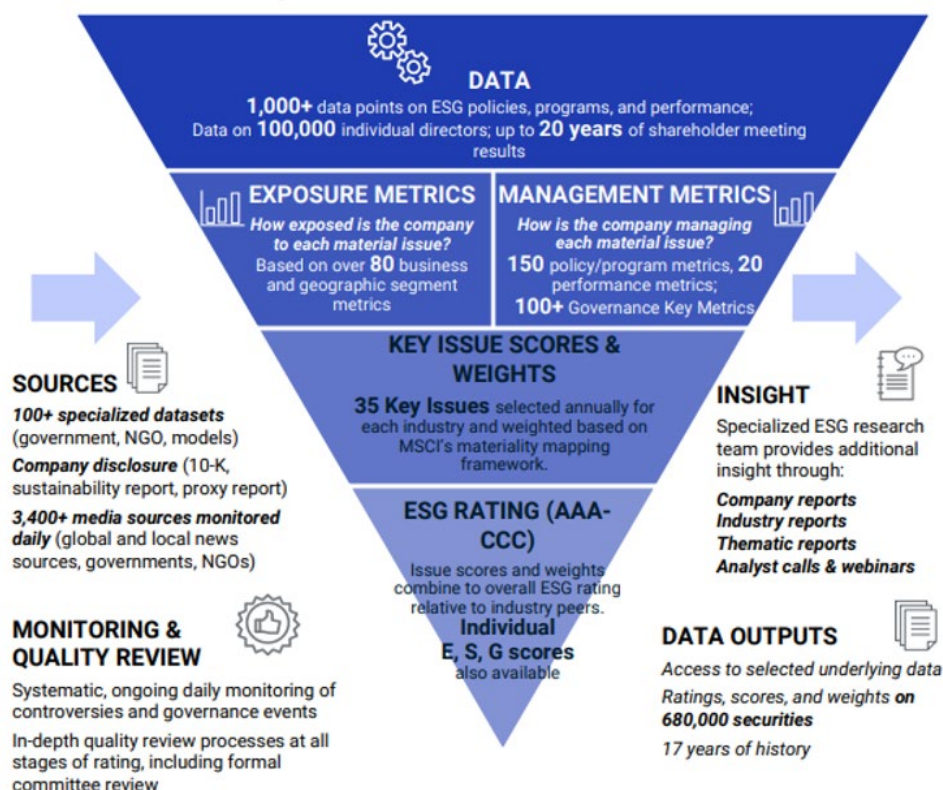 DATA
1,000+ data points on ESG policies, programs, and performance;
Data on 100,000 individual directors; up to 20 years of shareholder meeting
results
EXPOSURE METRICS
How exposed is the company
to each material issue?
Based on over 80 business
and geographic segment
metrics
MANAGEMENT METRICS
How is the company managing
each material issue?
150 policy/program metrics, 20
performance metrics;
100+ Governance Key Metrics
KEY ISSUE SCORES &
WEIGHTS
35 Key Issues selected annually for
each industry and weighted based on
MSCI's materiality mapping
framework.
ESG RATING (AAA-
CCC)
Issue scores and weights
combine to overall ESG rating
relative to industry peers.
Individual
E, S, G scores
also available
SOURCES
100+ specialized datasets
(government, NGO, models)
Company disclosure (10-K,
sustainability report, proxy report)
3,400+ media sources monitored
daily (global and local news
sources, governments, NGOs)
MONITORING &
QUALITY REVIEW
Systematic, ongoing daily monitoring of
controversies and governance events
In-depth quality review processes at all
stages of rating, including formal
committee review
INSIGHT
Specialized ESG research
team provides additional
insight through:
Company reports
Industry reports
Thematic reports
Analyst calls & webinars
DATA OUTPUTS
Access to selected underlying data
Ratings, scores, and weights on
680,000 securities
17 years of history